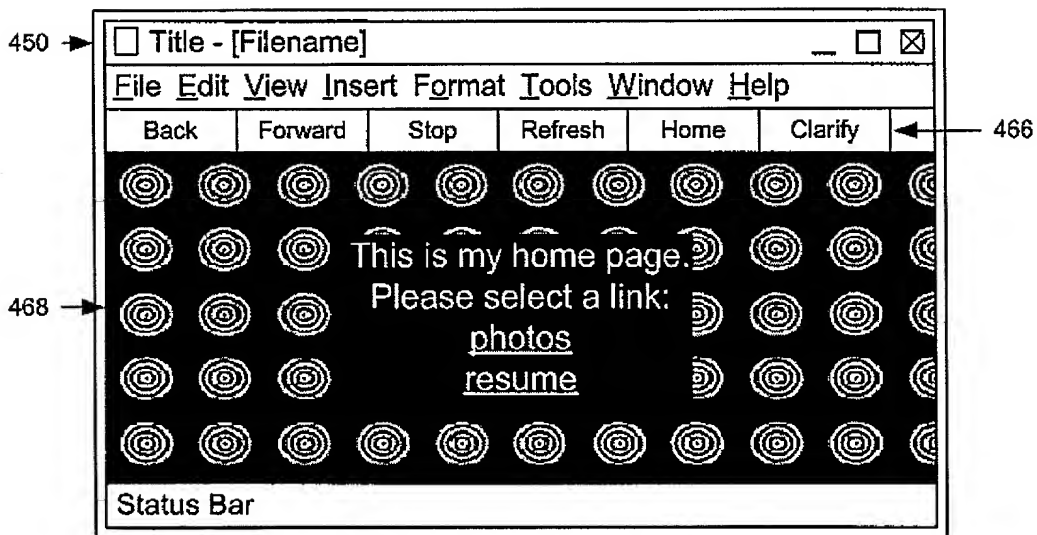 450
Title - [Filename]
File Edit View Insert Format Tools Window Help
Back Forward Stop Refresh Home Clarify
466
This is my home page.
Please select a link:
468
photos
resume
Status Bar